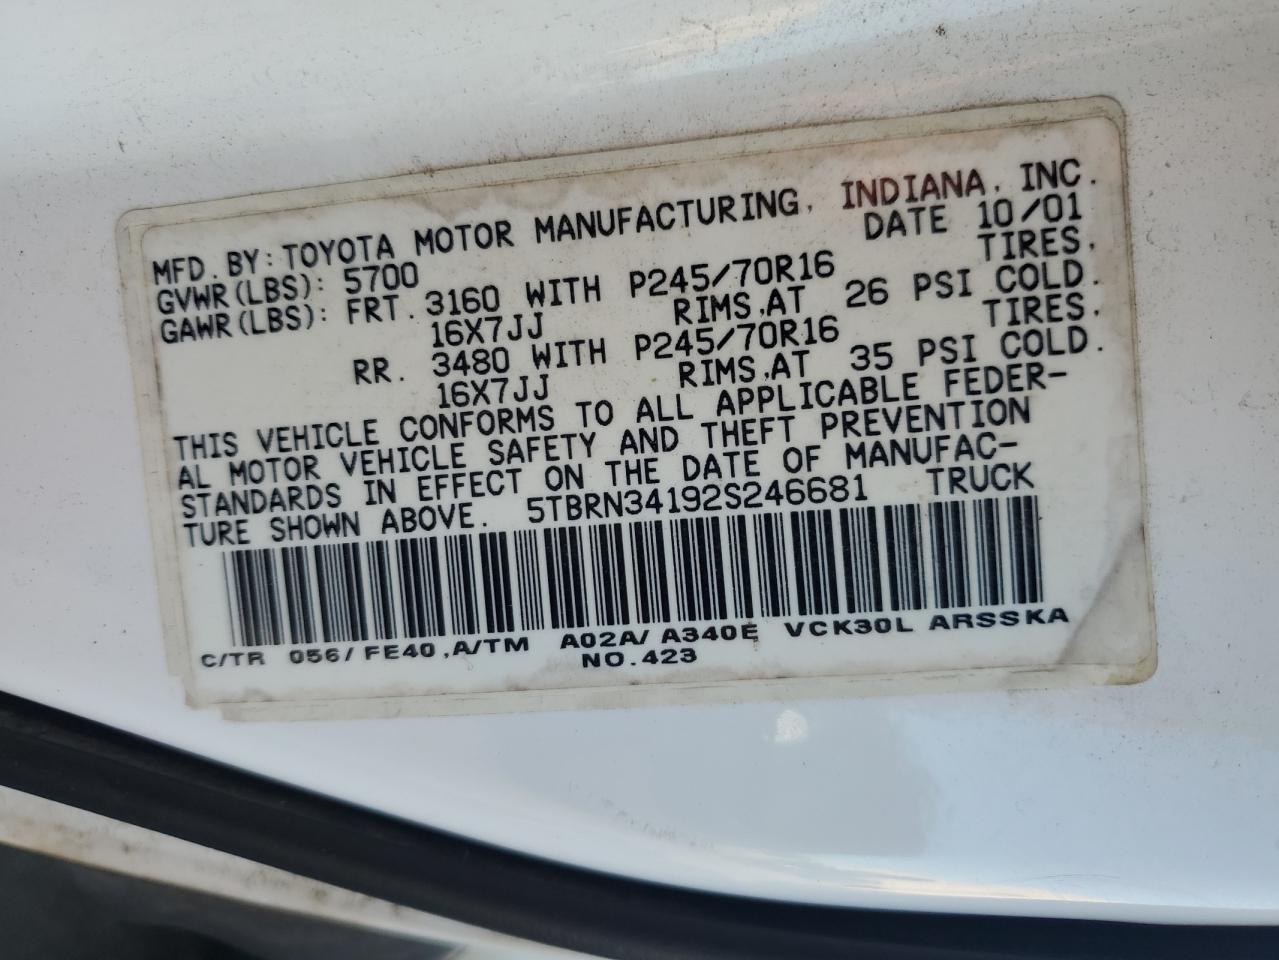 MFD. BY: TOYOTA MOTOR MANUFACTURING, INDIANA, INC.
GVWR(LBS): 5700 DATE 10/01
GAWR(LBS): FRT. 3160 WITH P245/70R16 TIRES,
16X7JJ RIMS,AT 26 PSI COLD.
RR. 3480 WITH P245/70R16 TIRES,
16X7JJ RIMS,AT 35 PSI COLD.
THIS VEHICLE CONFORMS TO ALL APPLICABLE FEDER-
AL MOTOR VEHICLE SAFETY AND THEFT PREVENTION
STANDARDS IN EFFECT ON THE DATE OF MANUFAC-
TURE SHOWN ABOVE. 5TBRN34192S246681 TRUCK
C/TR 056/ FE40 ,A/TM A02A/ A340E VCK30L ARSSKA
NO.423